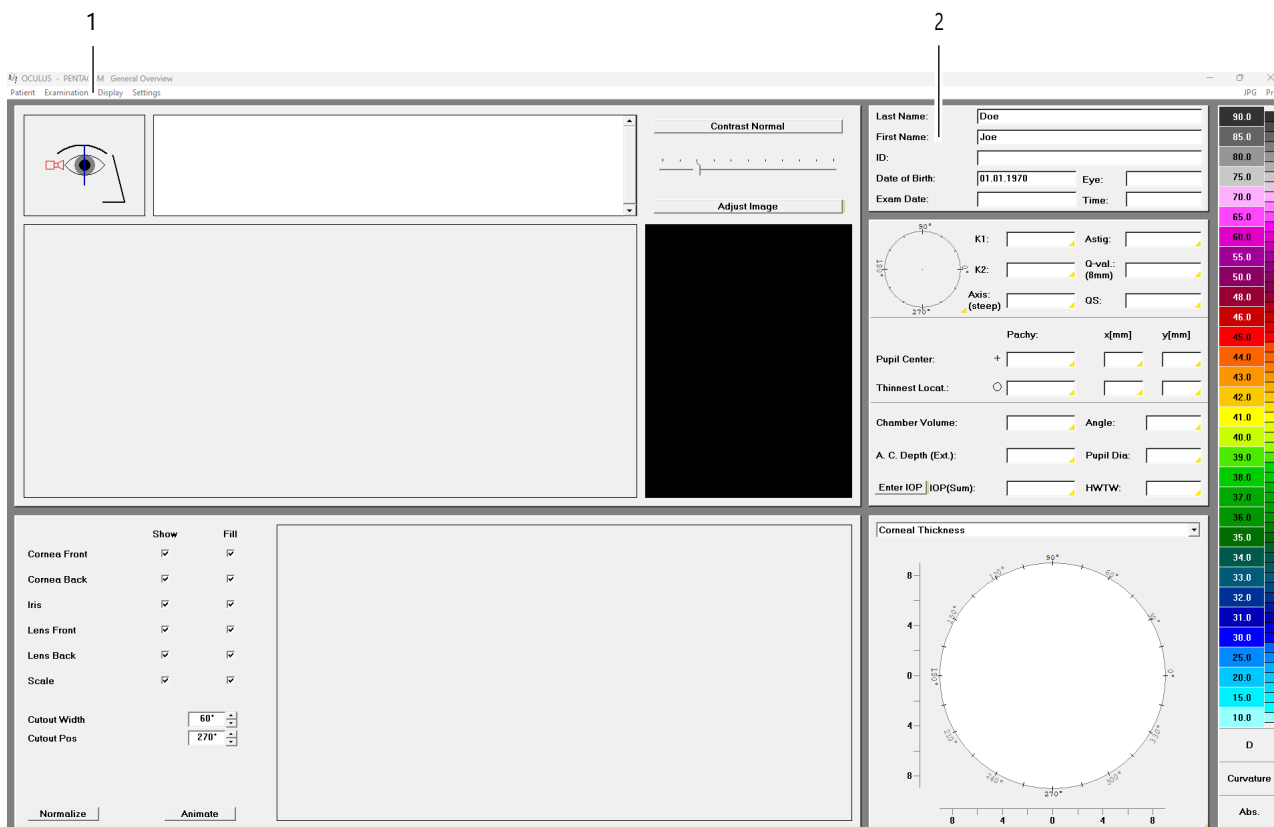 1
2
OCULUS - PENTACAM General Overview
Patient Examination Display Settings
JPG
Contrast Normal
Adjust Image
Last Name: Doe
First Name: Joe
ID:
Date of Birth: 01.01.1970 Eye:
Exam Date: Time:
90°
180°
0°
270°
K1: Astig:
K2: Q-val.:
(8mm)
Axis:
(steep) QS:
Pachy: x[mm] y[mm]
Pupil Center: +
Thinnest Locat.:
Chamber Volume: Angle:
A. C. Depth (Ext.): Pupil Dia:
Enter IOP IOP(Sum): HWTW:
Show Fill
Cornea Front
Cornea Back
Iris
Lens Front
Lens Back
Scale
Cutout Width 60°
Cutout Pos 270°
Normalize Animate
Corneal Thickness
90°
120° 60°
150° 30°
180° 0°
210° 330°
240° 300°
270°
8
4
0
4
8
8 4 0 4 8
90.0
85.0
80.0
75.0
70.0
65.0
60.0
55.0
50.0
48.0
46.0
45.0
44.0
43.0
42.0
41.0
40.0
39.0
38.0
37.0
36.0
35.0
34.0
33.0
32.0
31.0
30.0
25.0
20.0
15.0
10.0
D
Curvature
Abs.